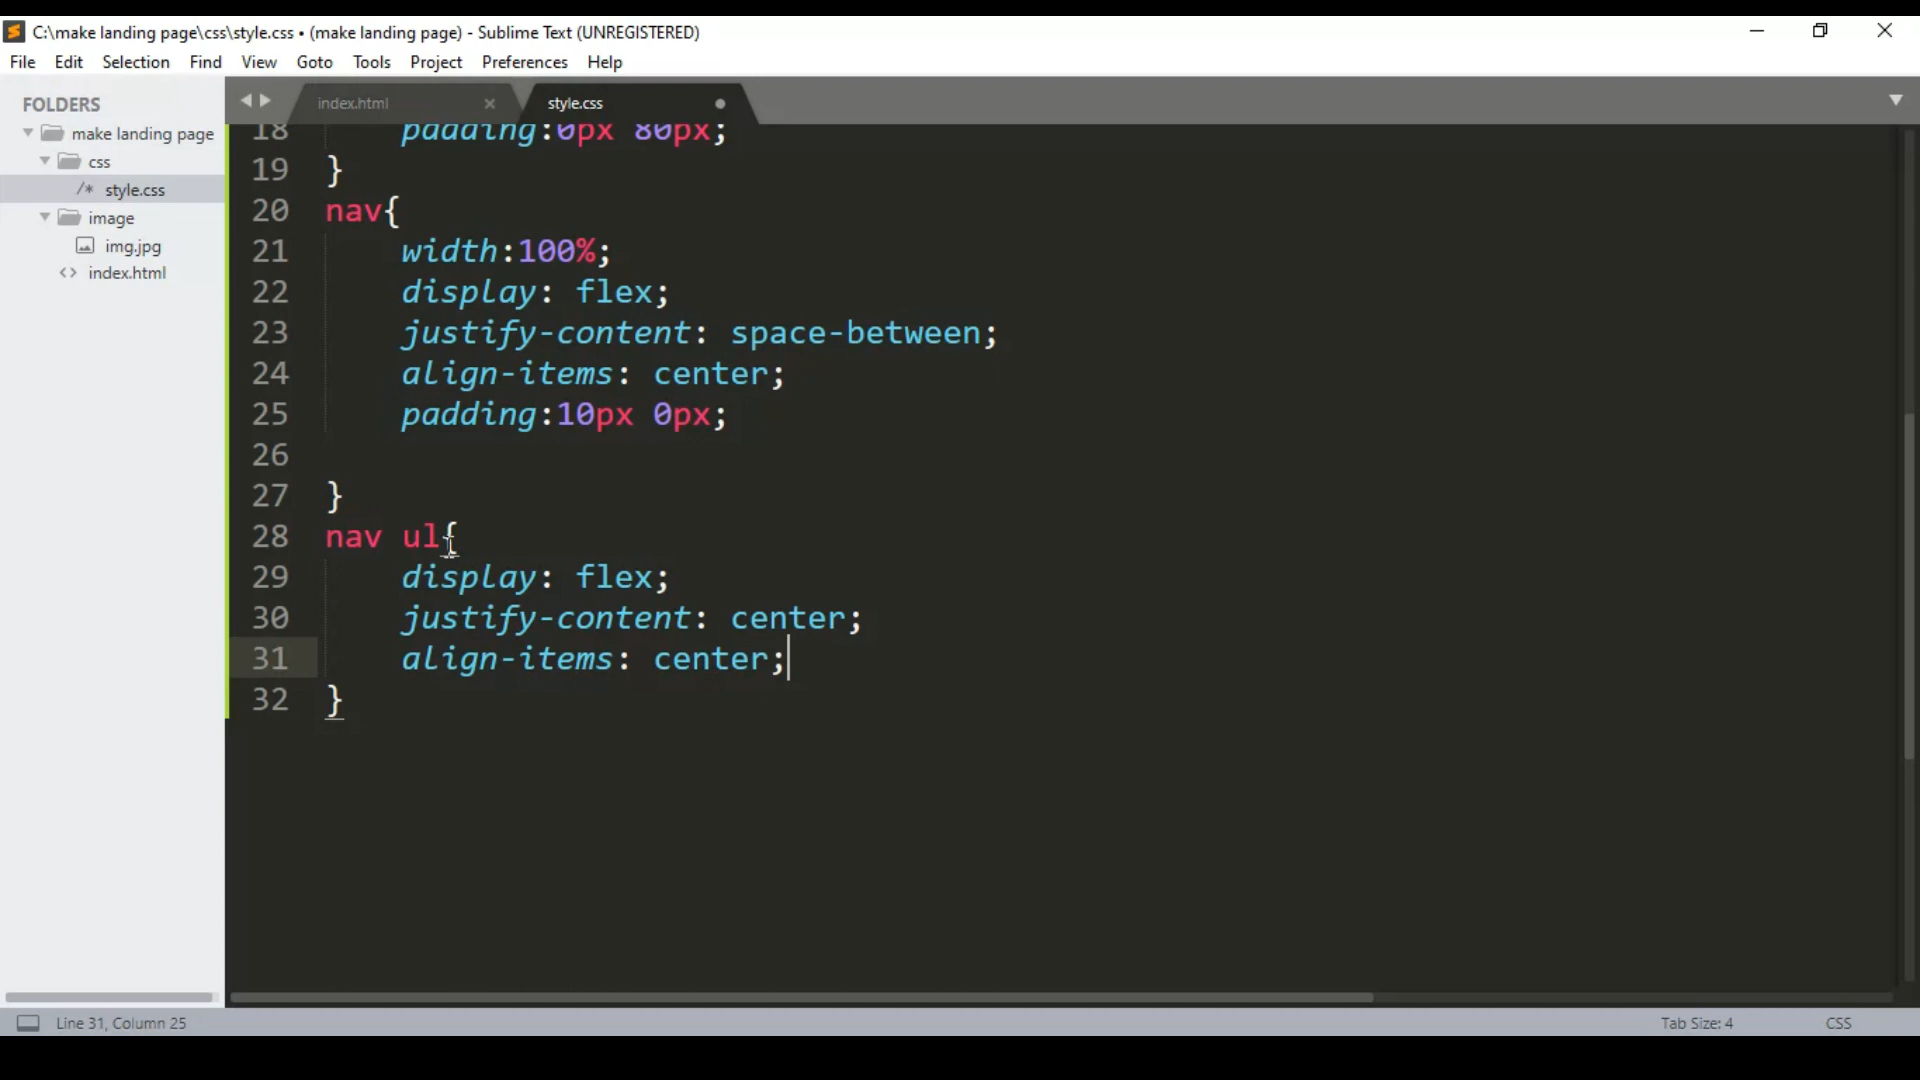 C:\make landing page\css\style.css • (make landing page) - Sublime Text (UNREGISTERED)
File Edit Selection Find View Goto Tools Project Preferences Help
FOLDERS
make landing page
css
/* style.css
image
img.jpg
<> index.html
index.html ×
style.css
18 padding:0px 80px;
19 }
20 nav{
21 width:100%;
22 display: flex;
23 justify-content: space-between;
24 align-items: center;
25 padding:10px 0px;
26
27 }
28 nav ul{
29 display: flex;
30 justify-content: center;
31 align-items: center;
32 }
Line 31, Column 25
Tab Size: 4
CSS